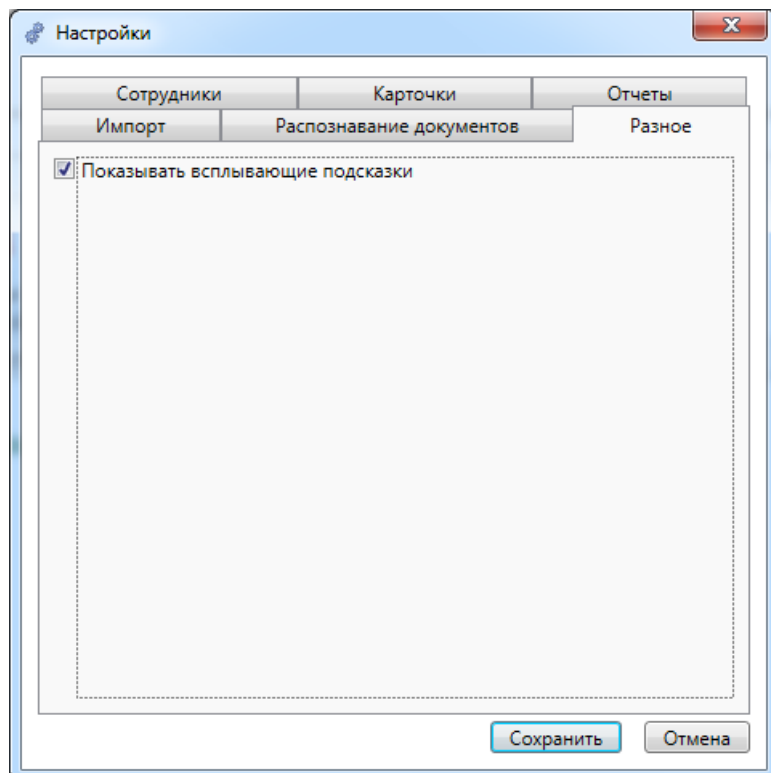 Настройки
Сотрудники Карточки Отчеты
Импорт Распознавание документов Разное
Показывать всплывающие подсказки
Сохранить Отмена